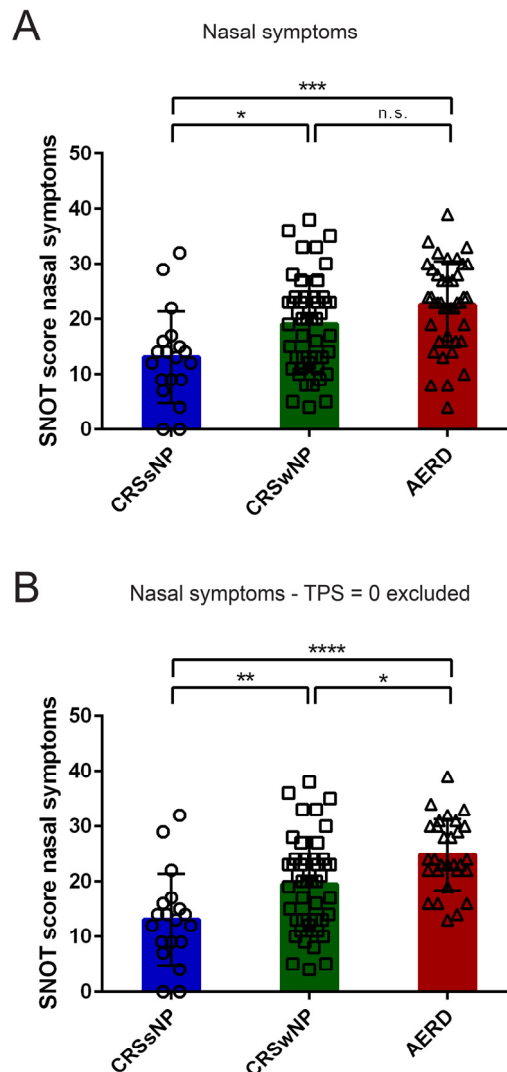 A
Nasal symptoms
***
*
n.s.
SNOT score nasal symptoms
50
40
30
20
10
0
CRSsNP
CRSwNP
AERD
B
Nasal symptoms - TPS = 0 excluded
****
**
*
SNOT score nasal symptoms
50
40
30
20
10
0
CRSsNP
CRSwNP
AERD